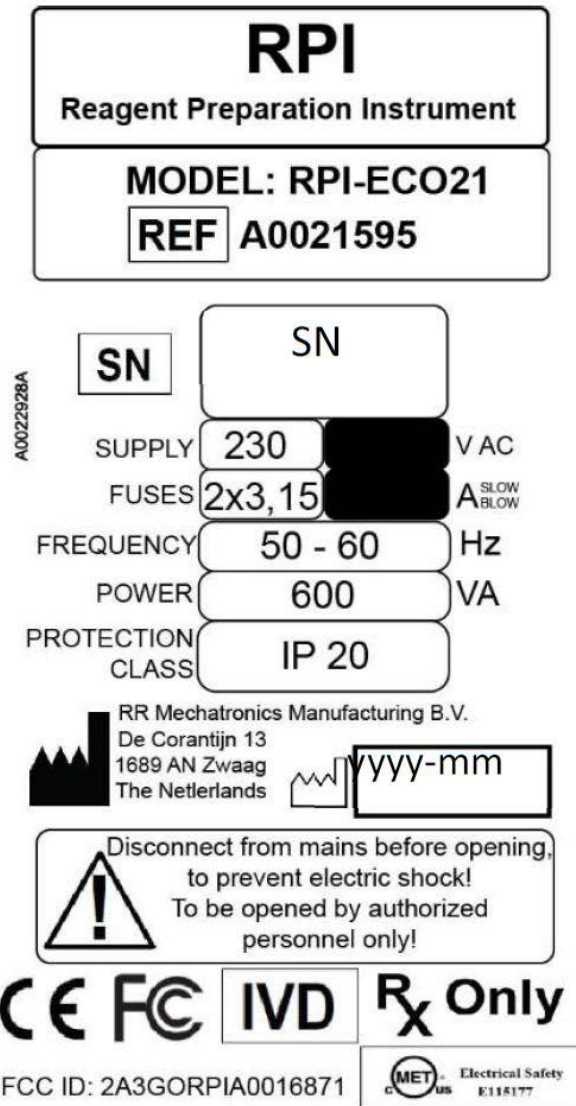 RPI
Reagent Preparation Instrument
MODEL: RPI-ECO21
REF A0021595
SN SN
A0022928A
SUPPLY 230 V AC
FUSES 2x3,15 A SLOW BLOW
FREQUENCY 50 - 60 Hz
POWER 600 VA
PROTECTION
CLASS IP 20
RR Mechatronics Manufacturing B.V.
De Corantijn 13
1689 AN Zwaag
The Netlerlands
yyyy-mm
Disconnect from mains before opening,
to prevent electric shock!
To be opened by authorized
personnel only!
CE FC IVD Rx Only
FCC ID: 2A3GORPIA0016871
c MET us Electrical Safety
E115177